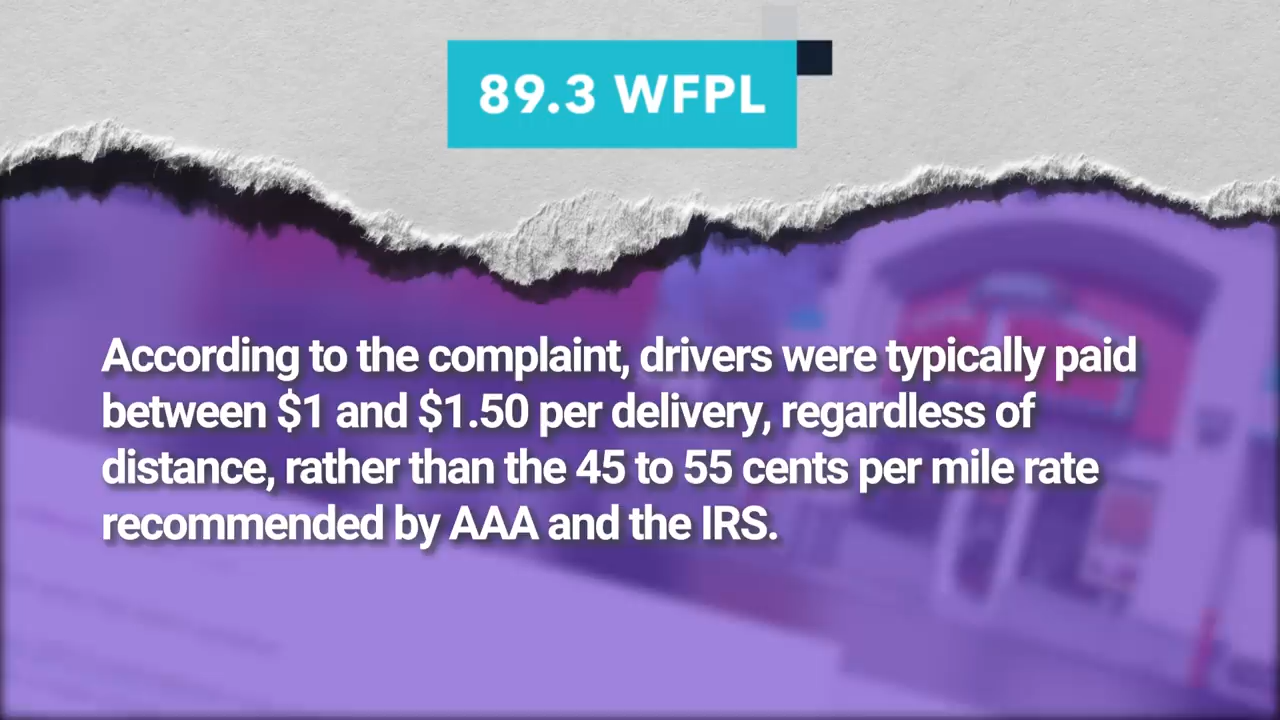 89.3 WFPL
According to the complaint, drivers were typically paid
between $1 and $1.50 per delivery, regardless of
distance, rather than the 45 to 55 cents per mile rate
recommended by AAA and the IRS.